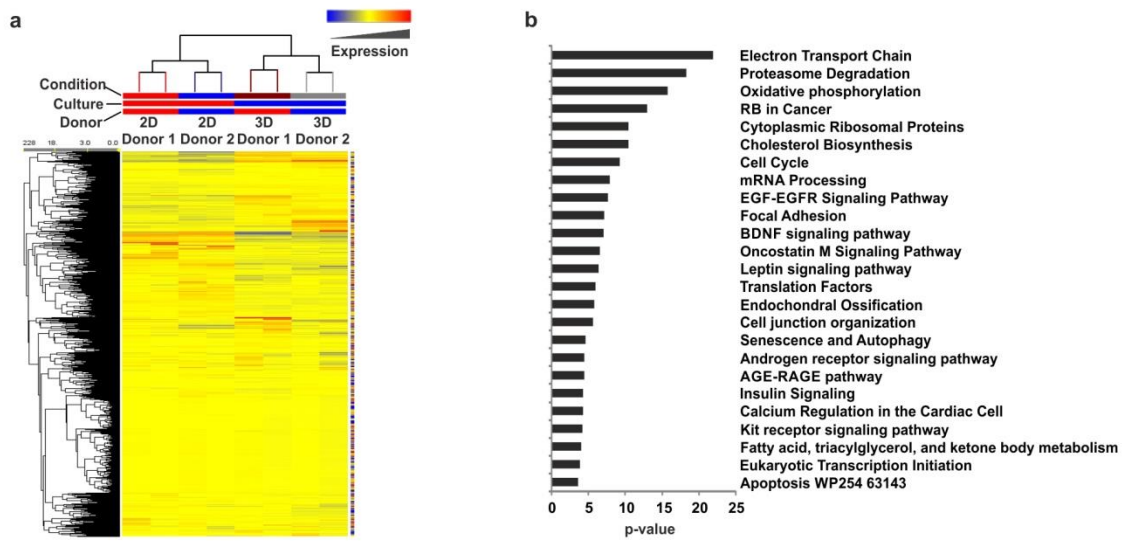 a
Expression
Condition
Culture
Donor
2D 2D 3D 3D
Donor 1 Donor 2 Donor 1 Donor 2
226 18. 3.0 0.0
b
Electron Transport Chain
Proteasome Degradation
Oxidative phosphorylation
RB in Cancer
Cytoplasmic Ribosomal Proteins
Cholesterol Biosynthesis
Cell Cycle
mRNA Processing
EGF-EGFR Signaling Pathway
Focal Adhesion
BDNF signaling pathway
Oncostatin M Signaling Pathway
Leptin signaling pathway
Translation Factors
Endochondral Ossification
Cell junction organization
Senescence and Autophagy
Androgen receptor signaling pathway
AGE-RAGE pathway
Insulin Signaling
Calcium Regulation in the Cardiac Cell
Kit receptor signaling pathway
Fatty acid, triacylglycerol, and ketone body metabolism
Eukaryotic Transcription Initiation
Apoptosis WP254 63143
0 5 10 15 20 25
p-value